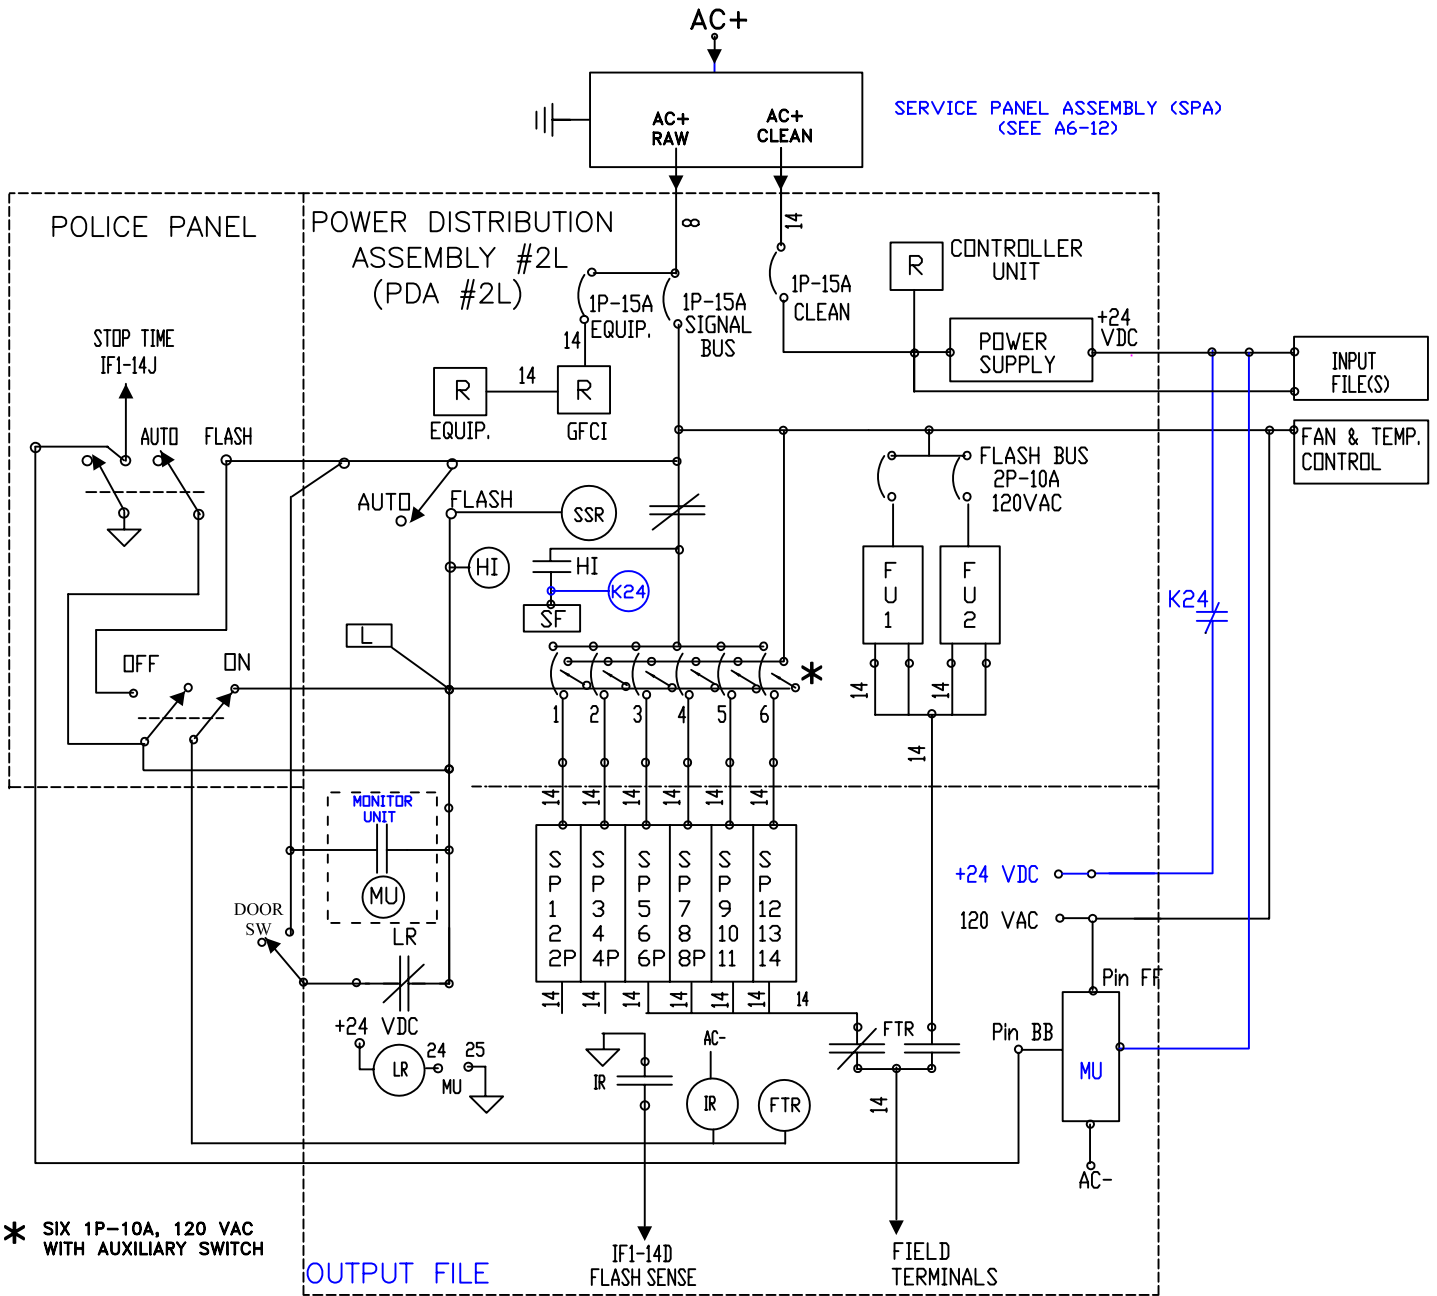 AC+
AC+
RAW
AC+
CLEAN
SERVICE PANEL ASSEMBLY (SPA)
(SEE A6-12)
POLICE PANEL
POWER DISTRIBUTION
ASSEMBLY #2L
(PDA #2L)
8
14
1P-15A
EQUIP.
1P-15A
SIGNAL
BUS
1P-15A
CLEAN
R
CONTROLLER
UNIT
POWER
SUPPLY
+24
VDC
INPUT
FILE(S)
FAN & TEMP.
CONTROL
STOP TIME
IF1-14J
AUTO
FLASH
14
R
14
R
EQUIP.
GFCI
AUTO
FLASH
SSR
HI
HI
K24
SF
FLASH BUS
2P-10A
120VAC
F
U
1
F
U
2
14
14
14
K24
L
OFF
ON
*
1
2
3
4
5
6
14
14
14
14
14
14
MONITOR
UNIT
MU
DOOR
SW
LR
S
P
1
2
2P
S
P
3
4
4P
S
P
5
6
6P
S
P
7
8
8P
S
P
9
10
11
S
P
12
13
14
14
14
14
14
14
14
14
+24 VDC
120 VAC
Pin FF
Pin BB
MU
AC-
+24 VDC
LR
24
25
MU
IR
AC-
IR
FTR
FTR
14
* SIX 1P-10A, 120 VAC
WITH AUXILIARY SWITCH
OUTPUT FILE
IF1-14D
FLASH SENSE
FIELD
TERMINALS